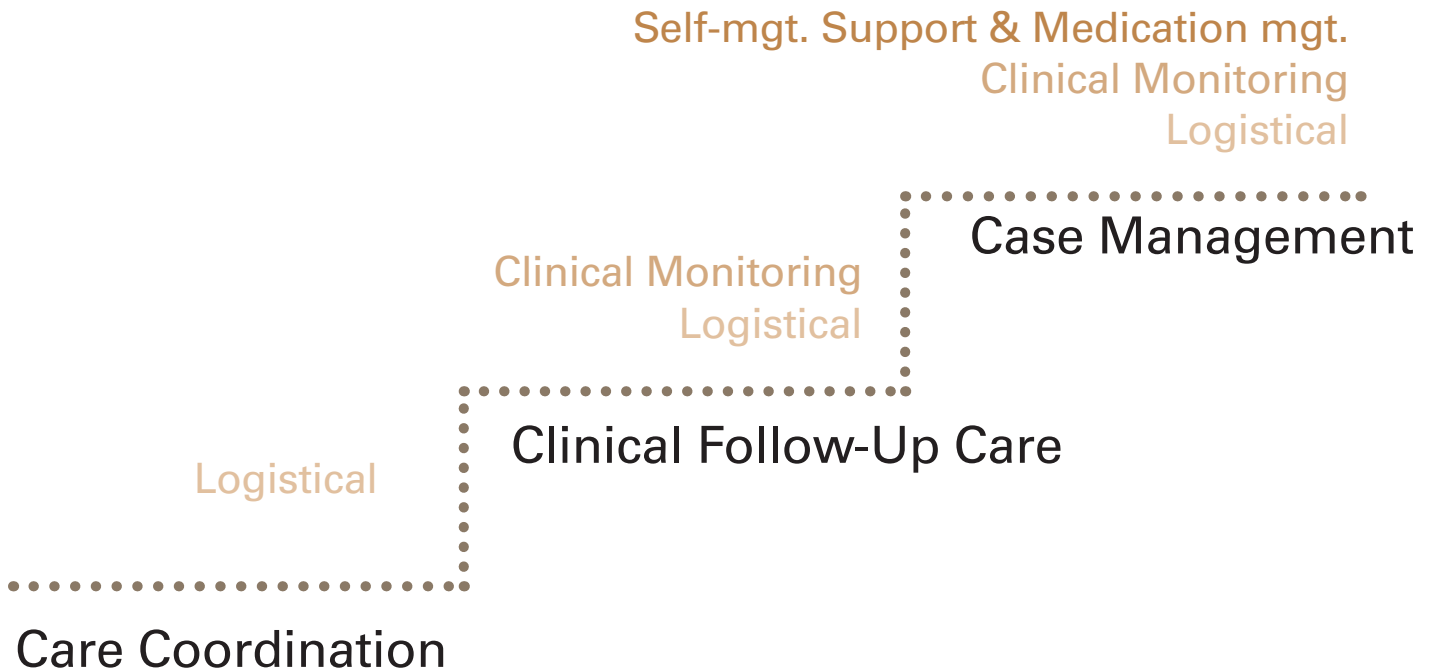 Self-mgt. Support & Medication mgt.
Clinical Monitoring
Logistical
Case Management
Clinical Monitoring
Logistical
Clinical Follow-Up Care
Logistical
Care Coordination